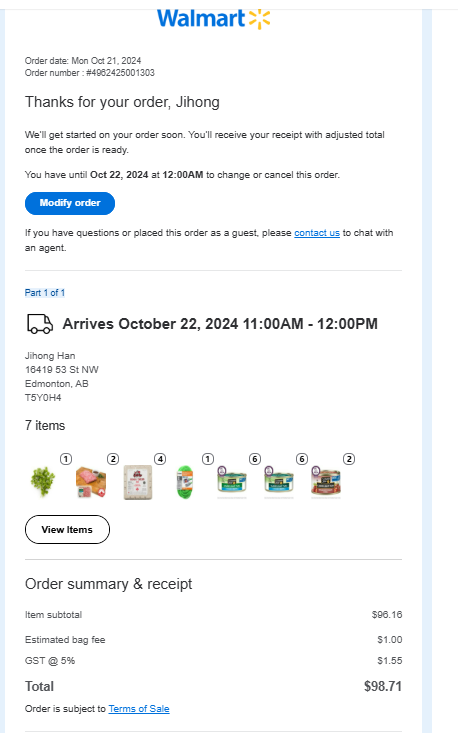 Walmart
Order date: Mon Oct 21, 2024
Order number : #4962425001303
Thanks for your order, Jihong
We'll get started on your order soon. You'll receive your receipt with adjusted total
once the order is ready.
You have until Oct 22, 2024 at 12:00AM to change or cancel this order.
Modify order
If you have questions or placed this order as a guest, please contact us to chat with
an agent.
Part 1 of 1
Arrives October 22, 2024 11:00AM - 12:00PM
Jihong Han
16419 53 St NW
Edmonton, AB
T5Y0H4
7 items
1 2 4 1 6 6 2
View Items
Order summary & receipt
Item subtotal $96.16
Estimated bag fee $1.00
GST @ 5% $1.55
Total $98.71
Order is subject to Terms of Sale